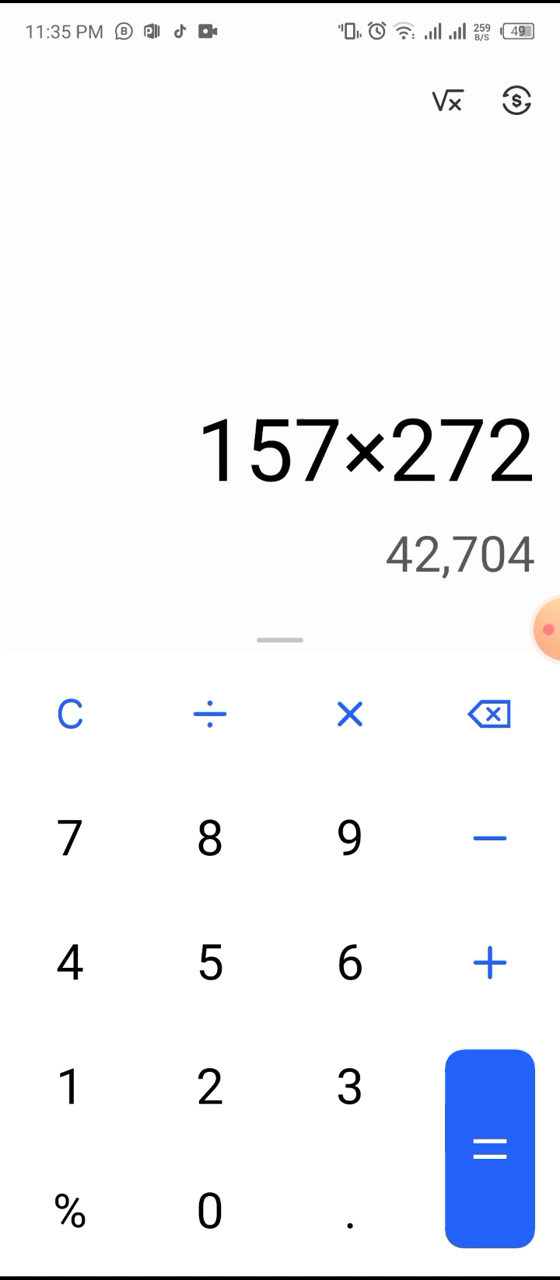 11:35 PM 259 B/S 49
√x $
157×272
42,704
C ÷ ×
7 8 9 −
4 5 6 +
1 2 3
% 0 . =